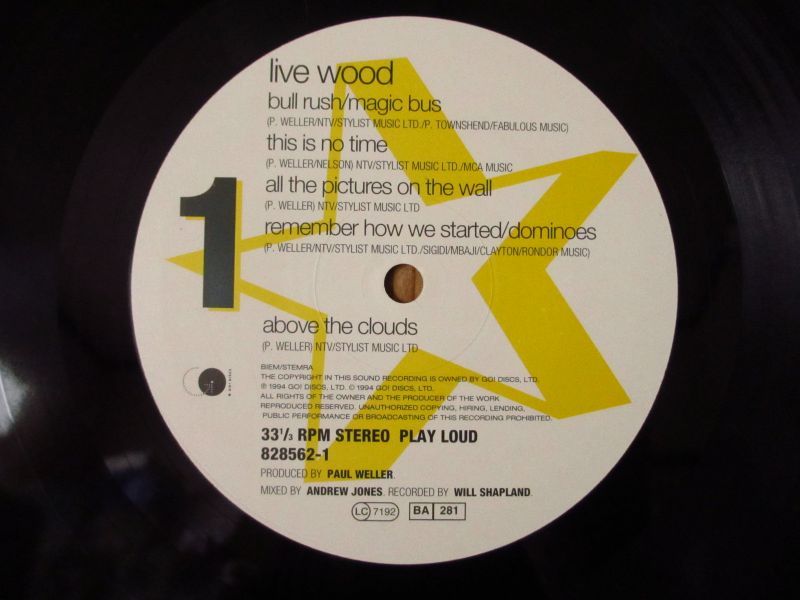 live wood
bull rush/magic bus
(P. WELLER/NTV/STYLIST MUSIC LTD./P. TOWNSHEND/FABULOUS MUSIC)
this is no time
(P. WELLER/NELSON) NTV/STYLIST MUSIC LTD./MCA MUSIC
all the pictures on the wall
(P. WELLER) NTV/STYLIST MUSIC LTD
remember how we started/dominoes
(P. WELLER/NTV/STYLIST MUSIC LTD./SIGIDI/MBAJI/CLAYTON/RONDOR MUSIC)
1
above the clouds
(P. WELLER) NTV/STYLIST MUSIC LTD
BIEM/STEMRA
THE COPYRIGHT IN THIS SOUND RECORDING IS OWNED BY GO! DISCS, LTD.
℗ 1994 GO! DISCS, LTD. © 1994 GO! DISCS, LTD.
ALL RIGHTS OF THE OWNER AND THE PRODUCER OF THE WORK
REPRODUCED RESERVED. UNAUTHORIZED COPYING, HIRING, LENDING,
PUBLIC PERFORMANCE OR BROADCASTING OF THIS RECORDING PROHIBITED.
33 1/3 RPM STEREO PLAY LOUD
828562-1
PRODUCED BY PAUL WELLER.
MIXED BY ANDREW JONES. RECORDED BY WILL SHAPLAND.
LC 7192 BA 281